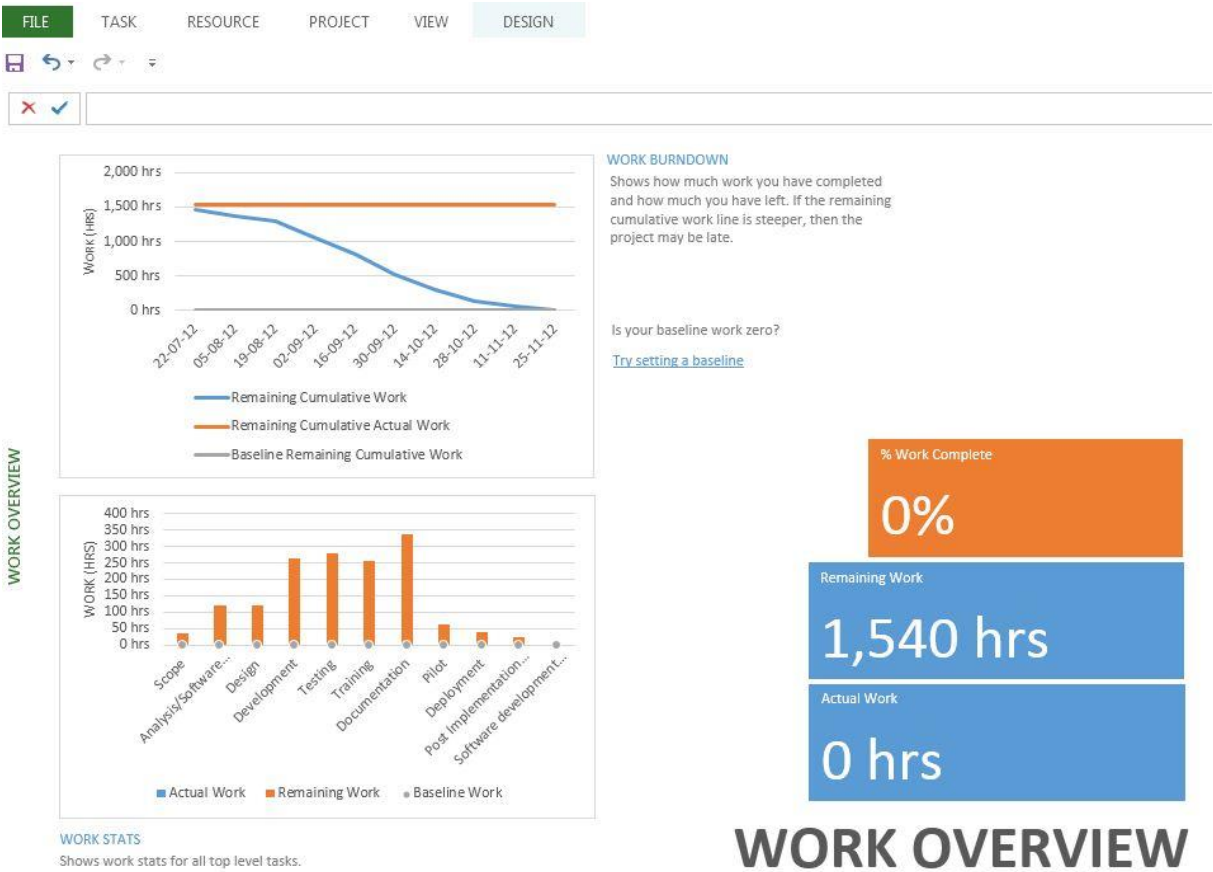 FILE TASK RESOURCE PROJECT VIEW DESIGN
WORK OVERVIEW
2,000 hrs
1,500 hrs
1,000 hrs
500 hrs
0 hrs
WORK (HRS)
22-07-12 05-08-12 19-08-12 02-09-12 16-09-12 30-09-12 14-10-12 28-10-12 11-11-12 25-11-12
Remaining Cumulative Work
Remaining Cumulative Actual Work
Baseline Remaining Cumulative Work
WORK BURNDOWN
Shows how much work you have completed
and how much you have left. If the remaining
cumulative work line is steeper, then the
project may be late.
Is your baseline work zero?
Try setting a baseline
400 hrs
350 hrs
300 hrs
250 hrs
200 hrs
150 hrs
100 hrs
50 hrs
0 hrs
WORK (HRS)
Scope Analysis/Software... Design Development Testing Training Documentation Pilot Deployment Post Implementation... Software development...
Actual Work Remaining Work Baseline Work
WORK STATS
Shows work stats for all top level tasks.
% Work Complete
0%
Remaining Work
1,540 hrs
Actual Work
0 hrs
WORK OVERVIEW